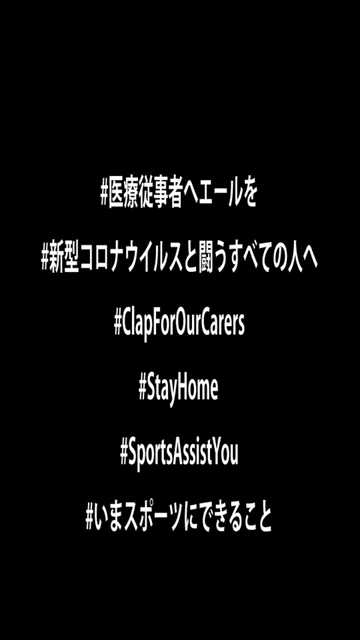 #医療従事者へエールを
#新型コロナウイルスと闘うすべての人へ
#ClapForOurCarers
#StayHome
#SportsAssistYou
#いまスポーツにできること